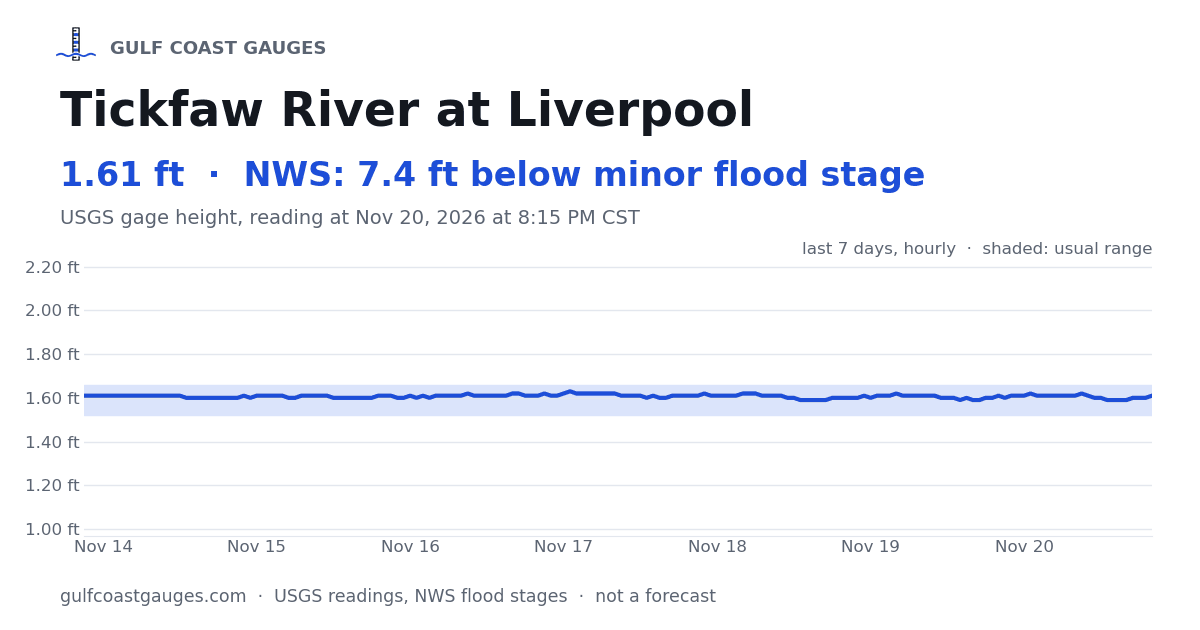 GULF COAST GAUGES
Tickfaw River at Liverpool
1.61 ft · NWS: 7.4 ft below minor flood stage
USGS gage height, reading at Nov 20, 2026 at 8:15 PM CST
last 7 days, hourly · shaded: usual range
2.20 ft
2.00 ft
1.80 ft
1.60 ft
1.40 ft
1.20 ft
1.00 ft
Nov 14 Nov 15 Nov 16 Nov 17 Nov 18 Nov 19 Nov 20
gulfcoastgauges.com · USGS readings, NWS flood stages · not a forecast